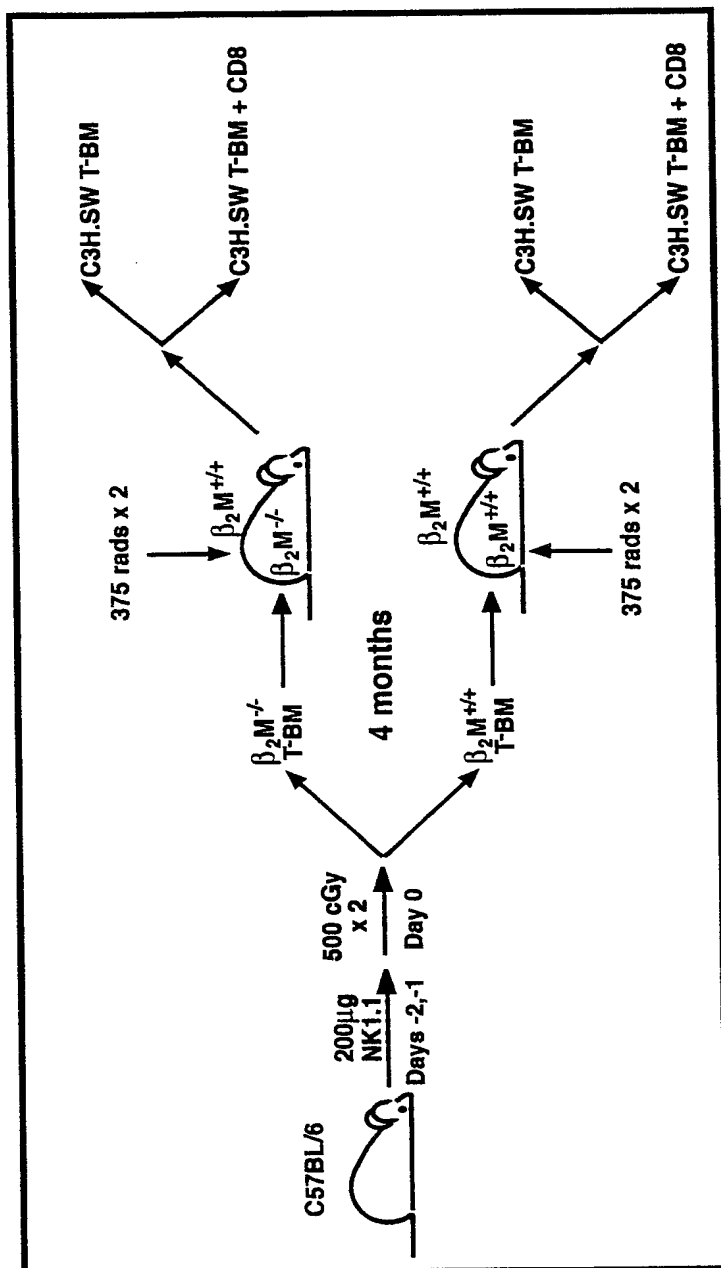 C57BL/6
200µg
NK1.1
Days -2,-1
500 cGy
x 2
Day 0
β₂M⁻/⁻
T-BM
β₂M⁺/⁺
T-BM
4 months
375 rads x 2
β₂M⁺/⁺
β₂M⁻/⁻
β₂M⁺/⁺
β₂M⁺/⁺
375 rads x 2
C3H.SW T-BM
C3H.SW T-BM + CD8
C3H.SW T-BM
C3H.SW T-BM + CD8